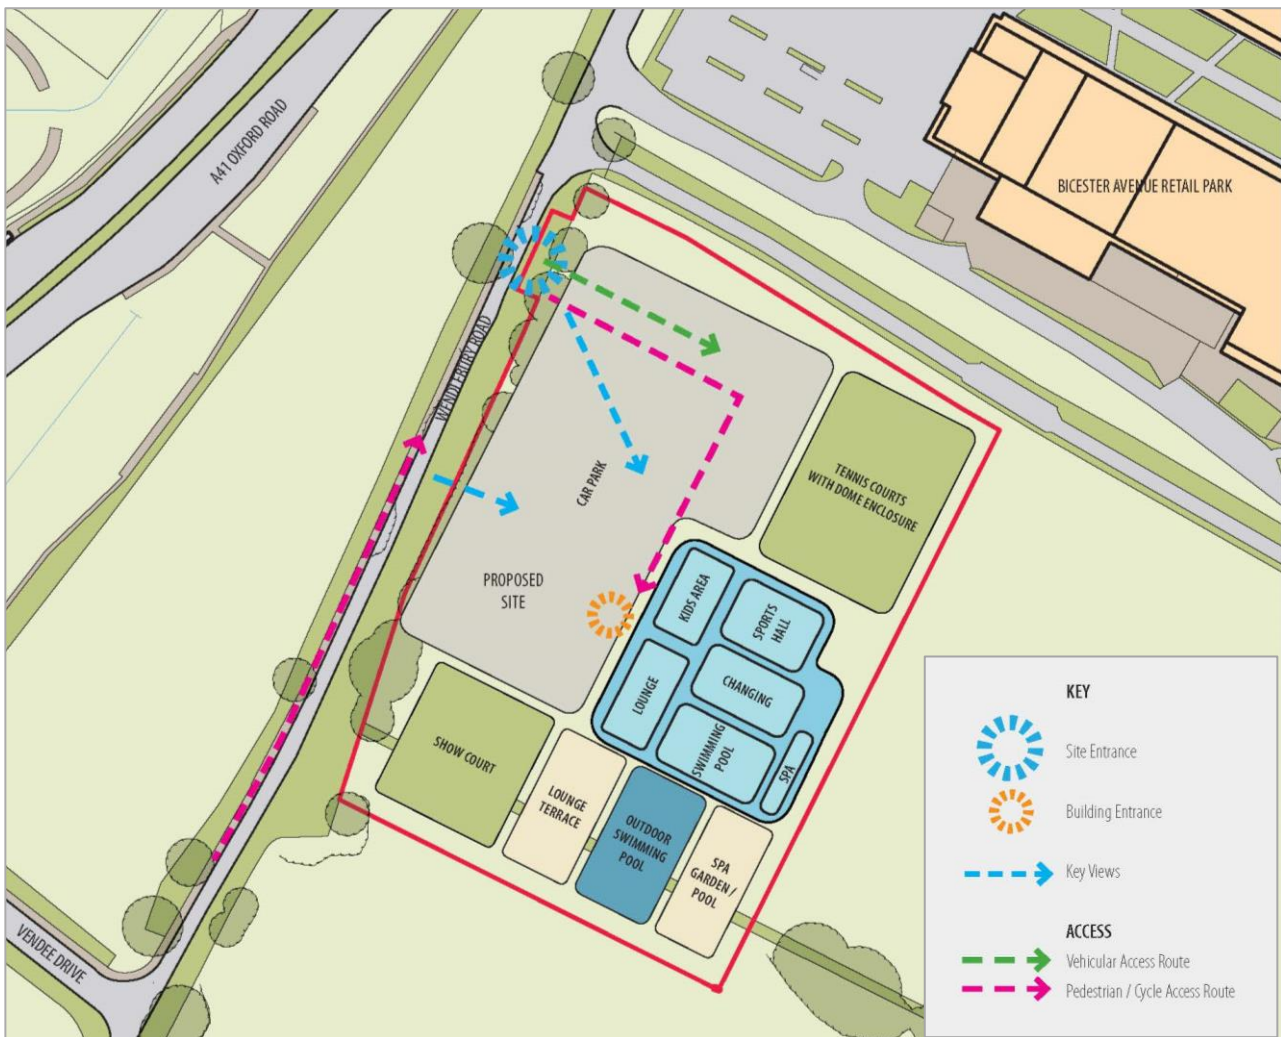 A41 OXFORD ROAD
BICESTER AVENUE RETAIL PARK
WENDLEBURY ROAD
TENNIS COURTS
WITH DOME ENCLOSURE
CAR PARK
PROPOSED
SITE
KIDS AREA
SPORTS
HALL
LOUNGE
CHANGING
SWIMMING
POOL
SPA
SHOW COURT
LOUNGE
TERRACE
OUTDOOR
SWIMMING
POOL
SPA
GARDEN /
POOL
VENDEE DRIVE
KEY
Site Entrance
Building Entrance
Key Views
ACCESS
Vehicular Access Route
Pedestrian / Cycle Access Route